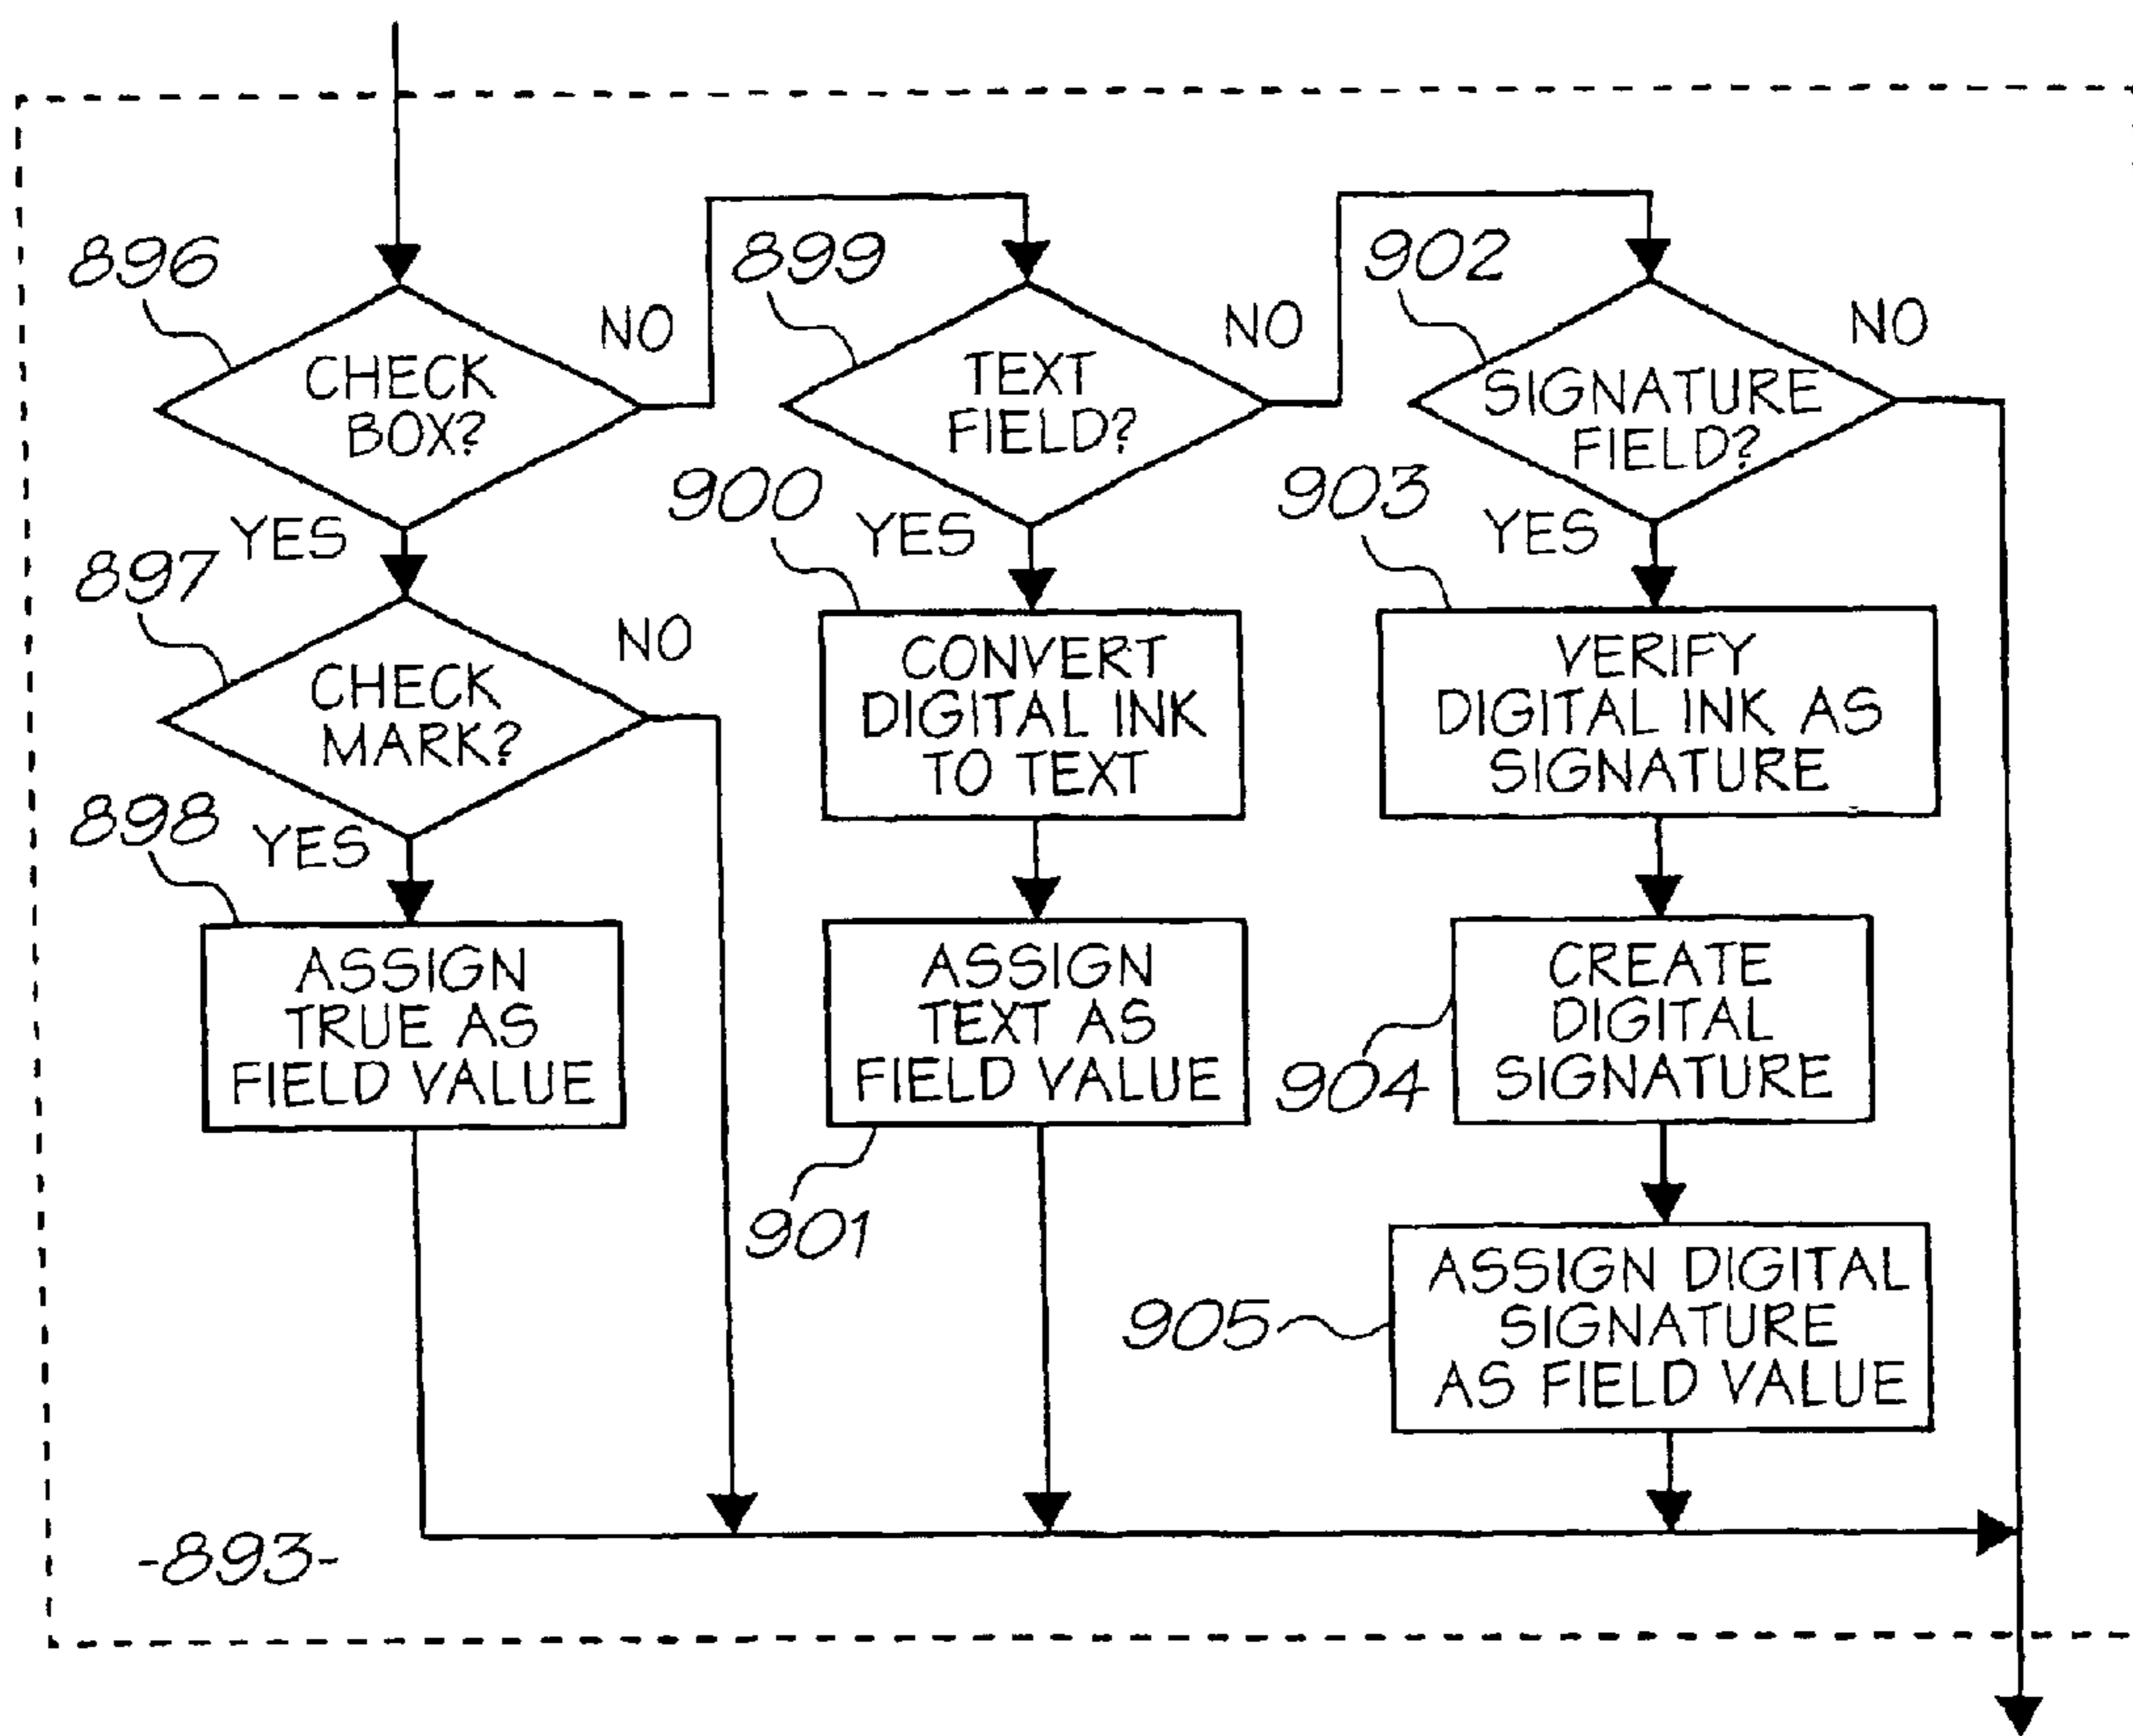 896
CHECK
BOX?
NO
YES
897
CHECK
MARK?
NO
YES
898
ASSIGN
TRUE AS
FIELD VALUE
899
TEXT
FIELD?
NO
YES
900
CONVERT
DIGITAL INK
TO TEXT
ASSIGN
TEXT AS
FIELD VALUE
901
902
SIGNATURE
FIELD?
NO
YES
903
VERIFY
DIGITAL INK AS
SIGNATURE
CREATE
DIGITAL
SIGNATURE
904
ASSIGN DIGITAL
SIGNATURE
AS FIELD VALUE
905
-893-